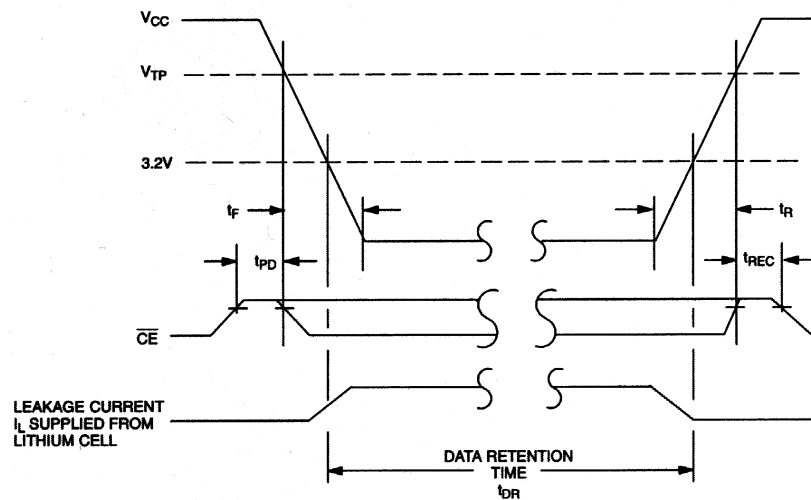 VCC
VTP
3.2V
tF
tR
tPD
tREC
CE
LEAKAGE CURRENT
IL SUPPLIED FROM
LITHIUM CELL
DATA RETENTION
TIME
tDR